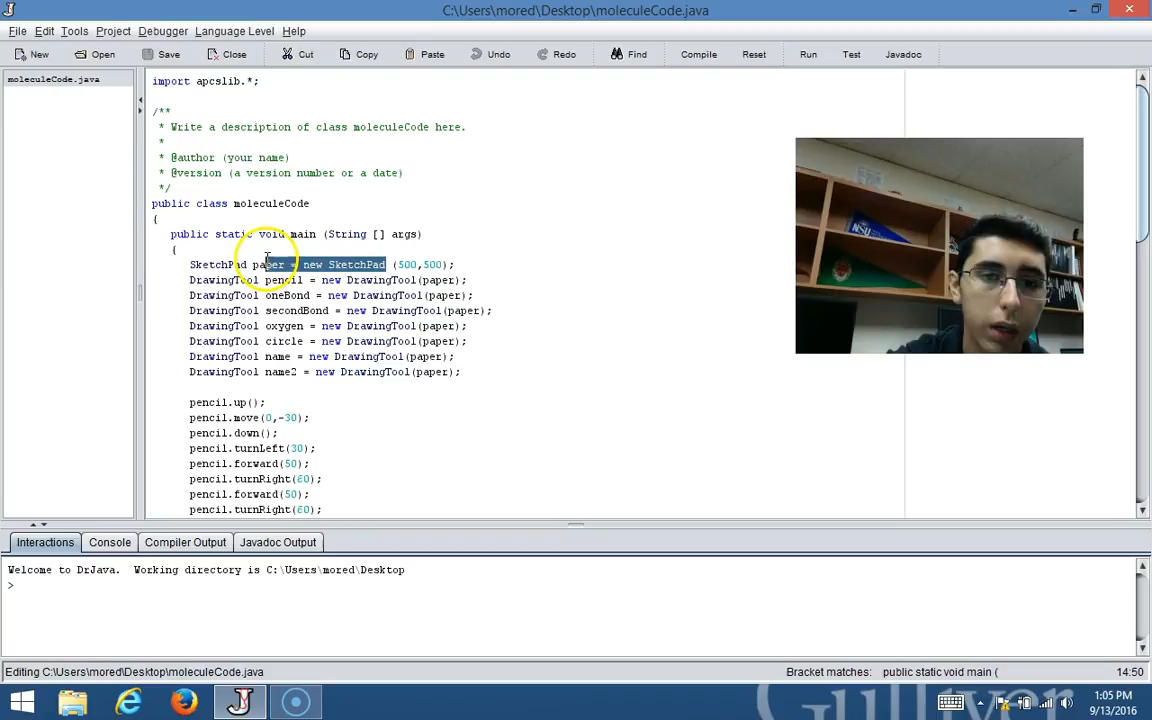 C:\Users\mored\Desktop\moleculeCode.java
File Edit Tools Project Debugger Language Level Help
New Open Save Close Cut Copy Paste Undo Redo Find Compile Reset Run Test Javadoc
moleculeCode.java
import apcslib.*;
/**
* Write a description of class moleculeCode here.
*
* @author (your name)
* @version (a version number or a date)
*/
public class moleculeCode
{
public static void main (String [] args)
{
SketchPad paper = new SketchPad (500,500);
DrawingTool pencil = new DrawingTool(paper);
DrawingTool oneBond = new DrawingTool(paper);
DrawingTool secondBond = new DrawingTool(paper);
DrawingTool oxygen = new DrawingTool(paper);
DrawingTool circle = new DrawingTool(paper);
DrawingTool name = new DrawingTool(paper);
DrawingTool name2 = new DrawingTool(paper);
pencil.up();
pencil.move(0,-30);
pencil.down();
pencil.turnLeft(30);
pencil.forward(50);
pencil.turnRight(60);
pencil.forward(50);
pencil.turnRight(60);
NSU
Interactions Console Compiler Output Javadoc Output
Welcome to DrJava. Working directory is C:\Users\mored\Desktop
>
Editing C:\Users\mored\Desktop\moleculeCode.java Bracket matches: public static void main ( 14:50
1:05 PM
9/13/2016